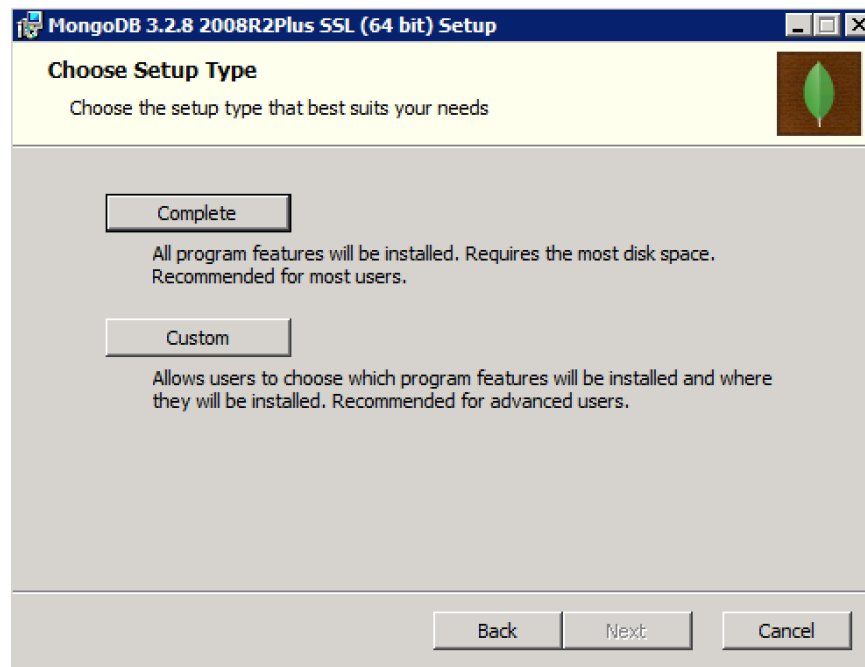 MongoDB 3.2.8 2008R2Plus SSL (64 bit) Setup
Choose Setup Type
Choose the setup type that best suits your needs
Complete
All program features will be installed. Requires the most disk space.
Recommended for most users.
Custom
Allows users to choose which program features will be installed and where
they will be installed. Recommended for advanced users.
Back
Next
Cancel